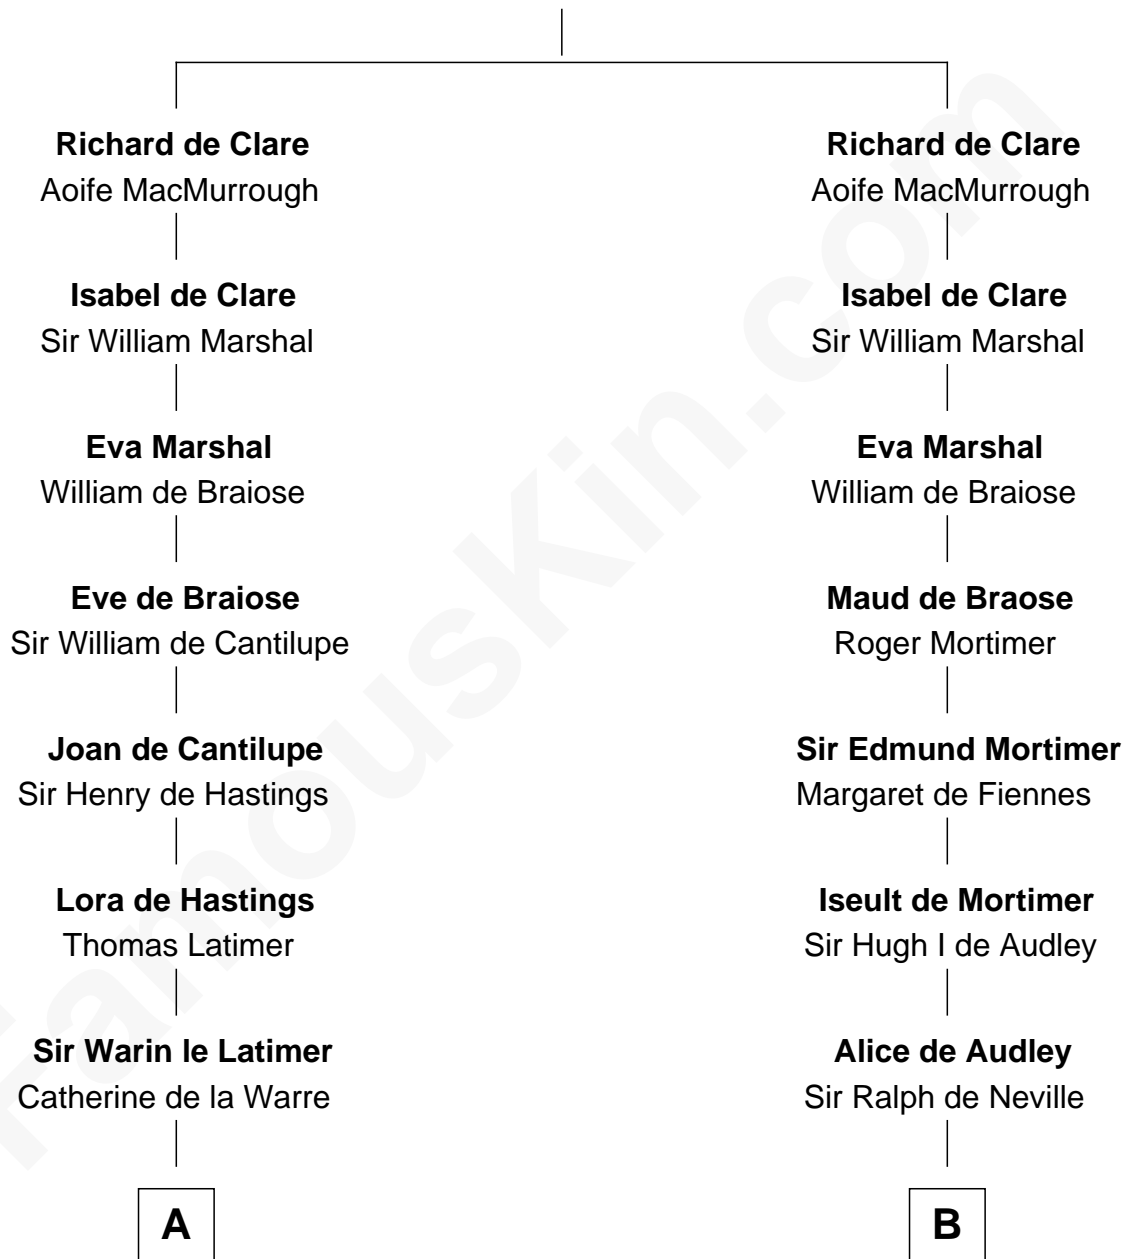 Richard de Clare
Aoife MacMurrough
Isabel de Clare
Sir William Marshal
Eva Marshal
William de Braiose
Eve de Braiose
Sir William de Cantilupe
Joan de Cantilupe
Sir Henry de Hastings
Lora de Hastings
Thomas Latimer
Sir Warin le Latimer
Catherine de la Warre
A
Richard de Clare
Aoife MacMurrough
Isabel de Clare
Sir William Marshal
Eva Marshal
William de Braiose
Maud de Braose
Roger Mortimer
Sir Edmund Mortimer
Margaret de Fiennes
Iseult de Mortimer
Sir Hugh I de Audley
Alice de Audley
Sir Ralph de Neville
B
FamousKin.com